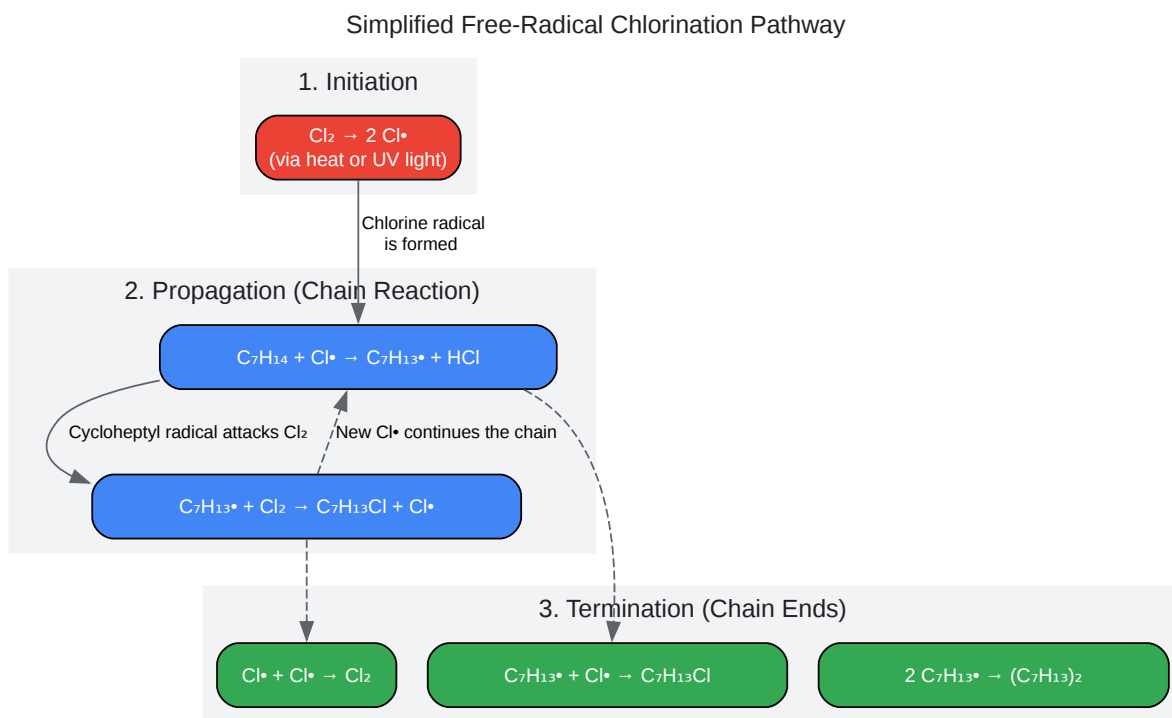 Simplified Free-Radical Chlorination Pathway
1. Initiation
Cl₂ → 2 Cl•
(via heat or UV light)
Chlorine radical
is formed
2. Propagation (Chain Reaction)
C₇H₁₄ + Cl• → C₇H₁₃• + HCl
Cycloheptyl radical attacks Cl₂
New Cl• continues the chain
C₇H₁₃• + Cl₂ → C₇H₁₃Cl + Cl•
3. Termination (Chain Ends)
Cl• + Cl• → Cl₂
C₇H₁₃• + Cl• → C₇H₁₃Cl
2 C₇H₁₃• → (C₇H₁₃)₂